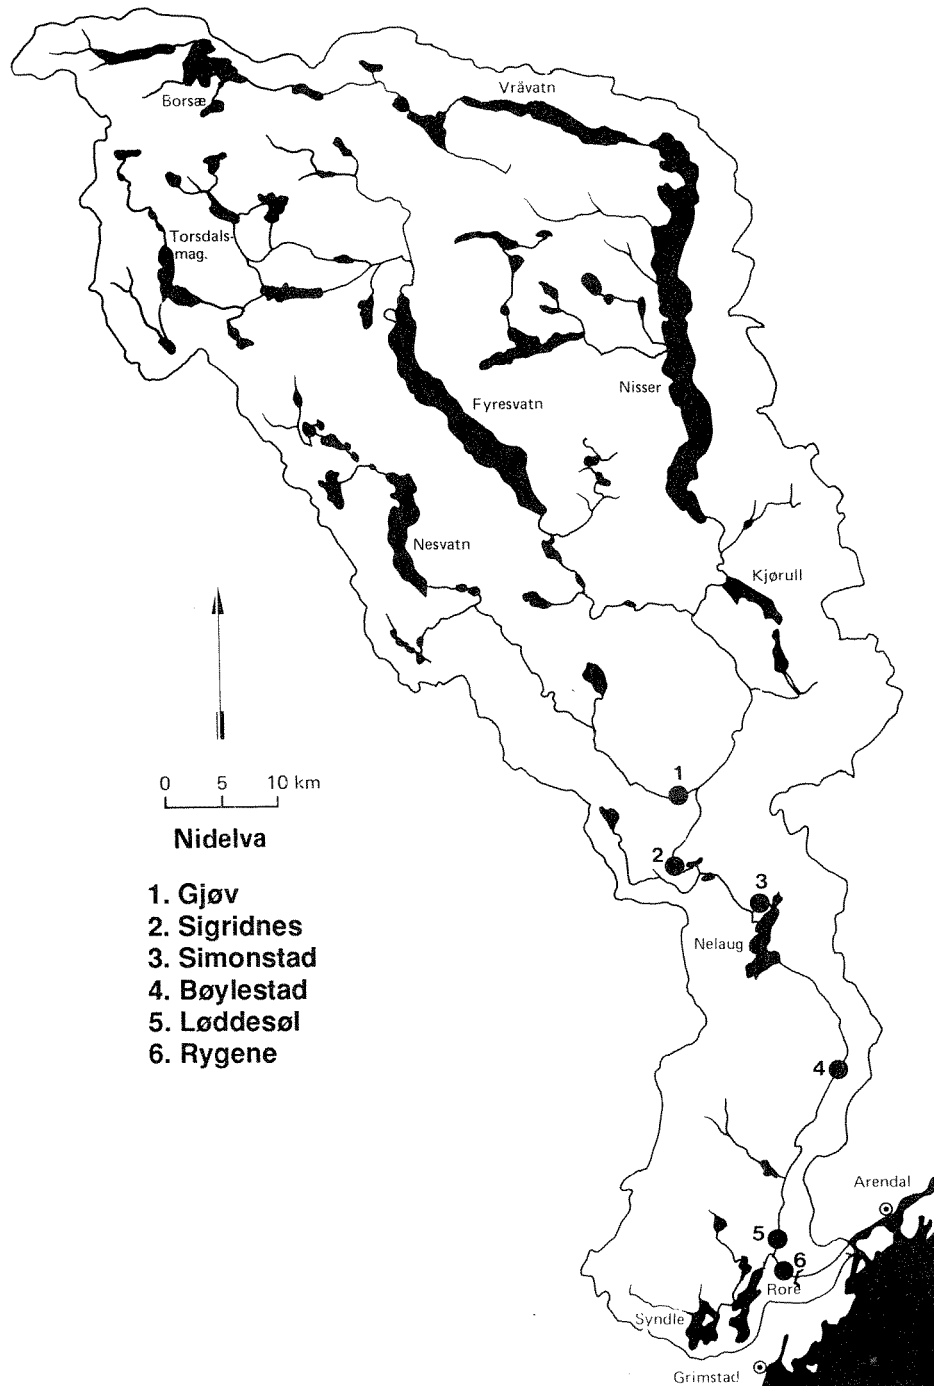 Vråvatn
Borsæ
Torsdals-
mag.
Nisser
Fyresvatn
Nesvatn
Kjørull
0 5 10 km
Nidelva
1
2
3
Nelaug
1. Gjøv
2. Sigridnes
3. Simonstad
4. Bøylestad
5. Løddesøl
6. Rygene
4
Arendal
5
6
Rore
Syndle
Grimstad